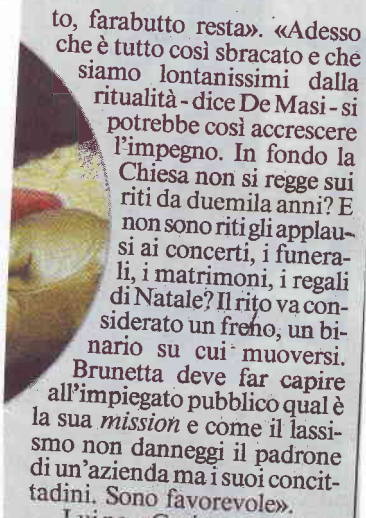 to, farabutto resta». «Adesso
che è tutto così sbracato e che
siamo lontanissimi dalla
ritualità - dice De Masi - si
potrebbe così accrescere
l'impegno. In fondo la
Chiesa non si regge sui
riti da duemila anni? E
non sono riti gli applau-
si ai concerti, i funera-
li, i matrimoni, i regali
di Natale? Il rito va con-
siderato un freno, un bi-
nario su cui muoversi.
Brunetta deve far capire
all'impiegato pubblico qual è
la sua mission e come il lassi-
smo non danneggi il padrone
di un'azienda ma i suoi concit-
tadini. Sono favorevole».